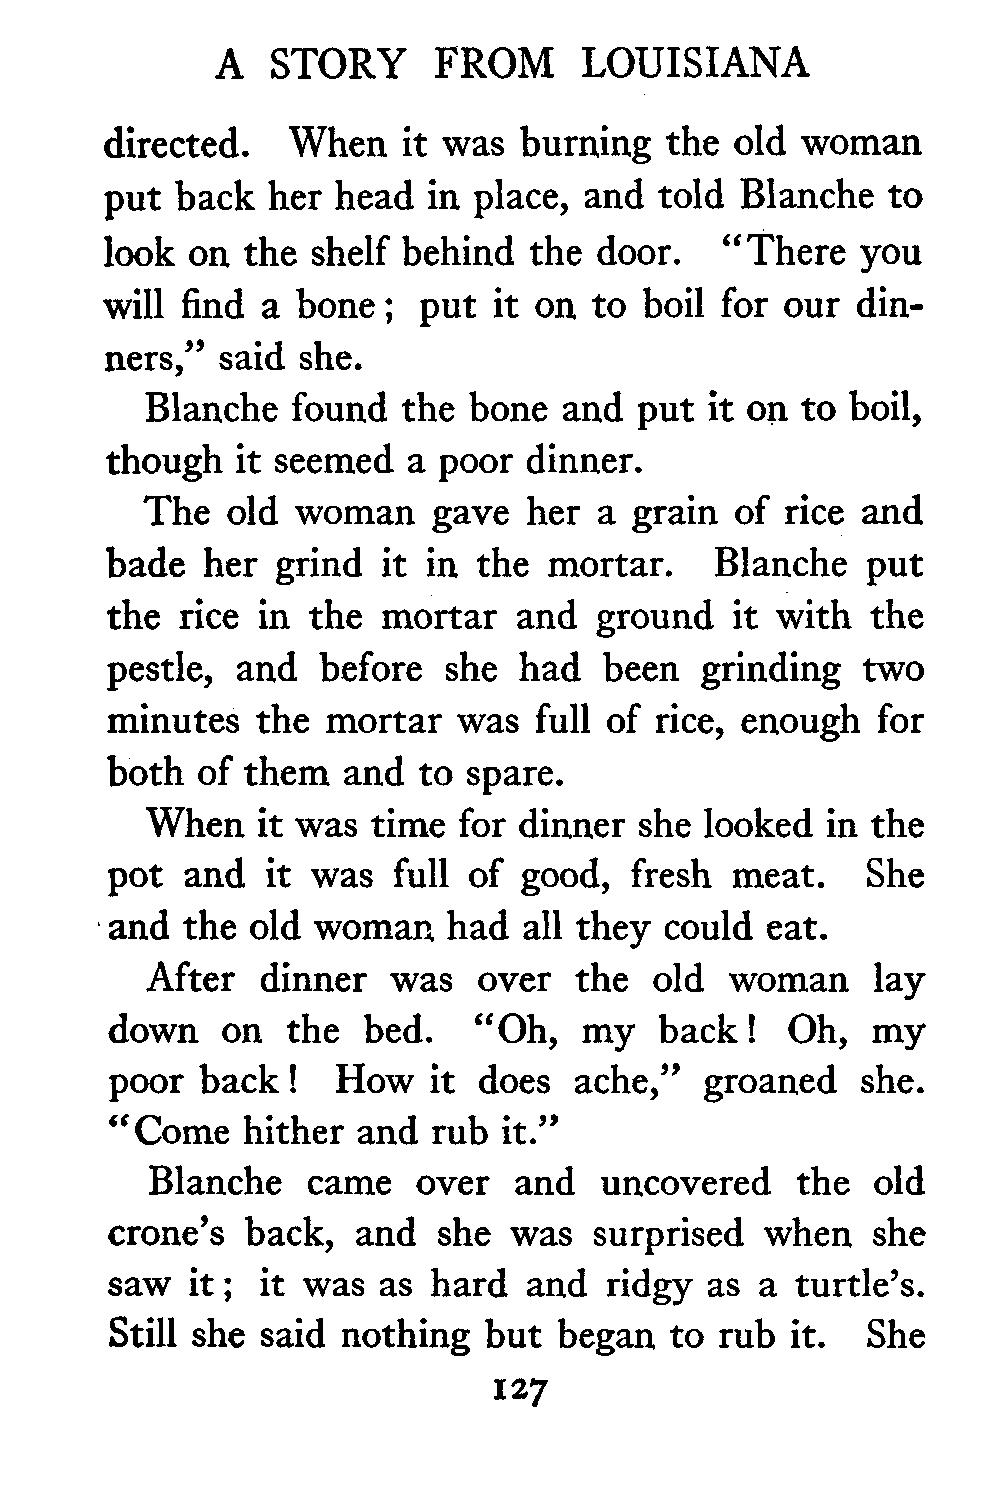 A STORY FROM LOUISIANA
directed. When it was burning the old woman
put back her head in place, and told Blanche to
look on the shelf behind the door. "There you
will find a bone; put it on to boil for our din-
ners," said she.
Blanche found the bone and put it on to boil,
though it seemed a poor dinner.
The old woman gave her a grain of rice and
bade her grind it in the mortar. Blanche put
the rice in the mortar and ground it with the
pestle, and before she had been grinding two
minutes the mortar was full of rice, enough for
both of them and to spare.
When it was time for dinner she looked in the
pot and it was full of good, fresh meat. She
and the old woman had all they could eat.
After dinner was over the old woman lay
down on the bed. "Oh, my back! Oh, my
poor back! How it does ache," groaned she.
"Come hither and rub it."
Blanche came over and uncovered the old
crone's back, and she was surprised when she
saw it; it was as hard and ridgy as a turtle's.
Still she said nothing but began to rub it. She
127